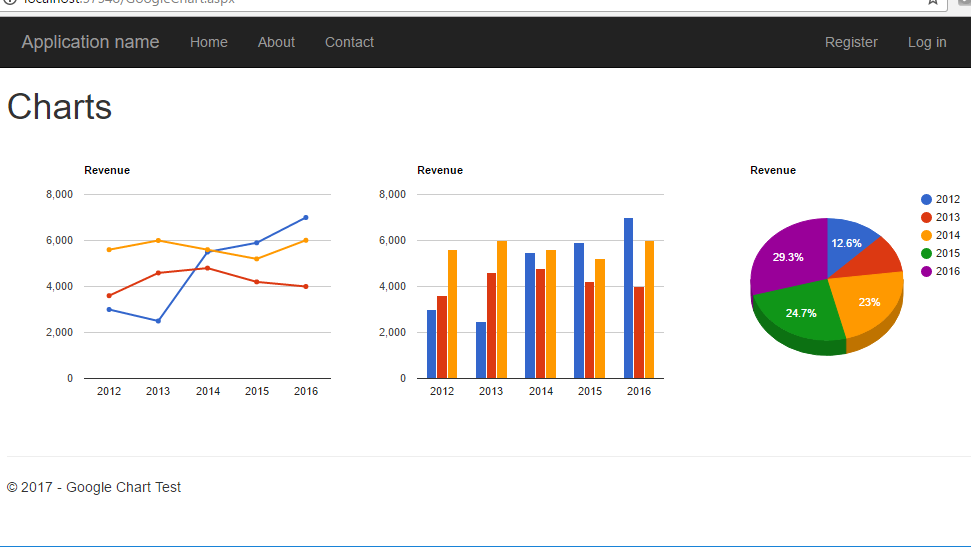 localhost:57546/GoogleChart.aspx
Application name Home About Contact Register Log in
Charts
Revenue
8,000
6,000
4,000
2,000
0
2012 2013 2014 2015 2016
Revenue
8,000
6,000
4,000
2,000
0
2012 2013 2014 2015 2016
Revenue
12.6%
29.3%
23%
24.7%
2012
2013
2014
2015
2016
© 2017 - Google Chart Test